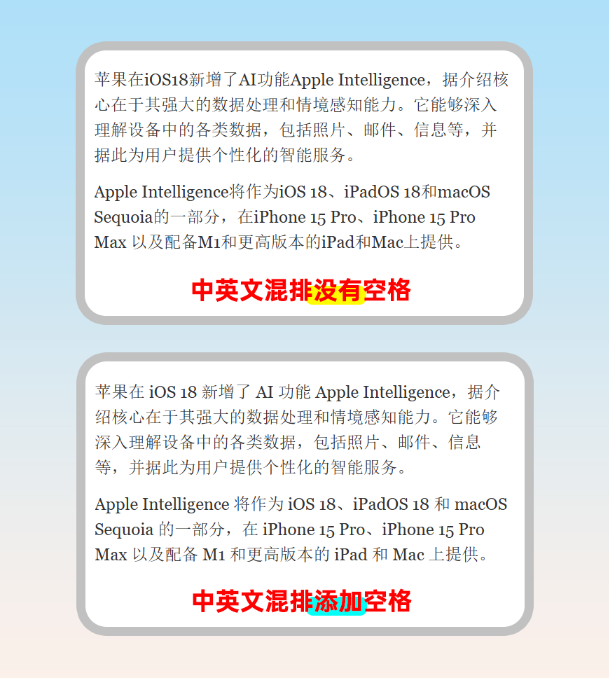 苹果在iOS18新增了AI功能Apple Intelligence，据介绍核
心在于其强大的数据处理和情境感知能力。它能够深入
理解设备中的各类数据，包括照片、邮件、信息等，并
据此为用户提供个性化的智能服务。
Apple Intelligence将作为iOS 18、iPadOS 18和macOS
Sequoia的一部分，在iPhone 15 Pro、iPhone 15 Pro
Max 以及配备M1和更高版本的iPad和Mac上提供。
中英文混排没有空格
苹果在 iOS 18 新增了 AI 功能 Apple Intelligence，据介
绍核心在于其强大的数据处理和情境感知能力。它能够
深入理解设备中的各类数据，包括照片、邮件、信息
等，并据此为用户提供个性化的智能服务。
Apple Intelligence 将作为 iOS 18、iPadOS 18 和 macOS
Sequoia 的一部分，在 iPhone 15 Pro、iPhone 15 Pro
Max 以及配备 M1 和更高版本的 iPad 和 Mac 上提供。
中英文混排添加空格